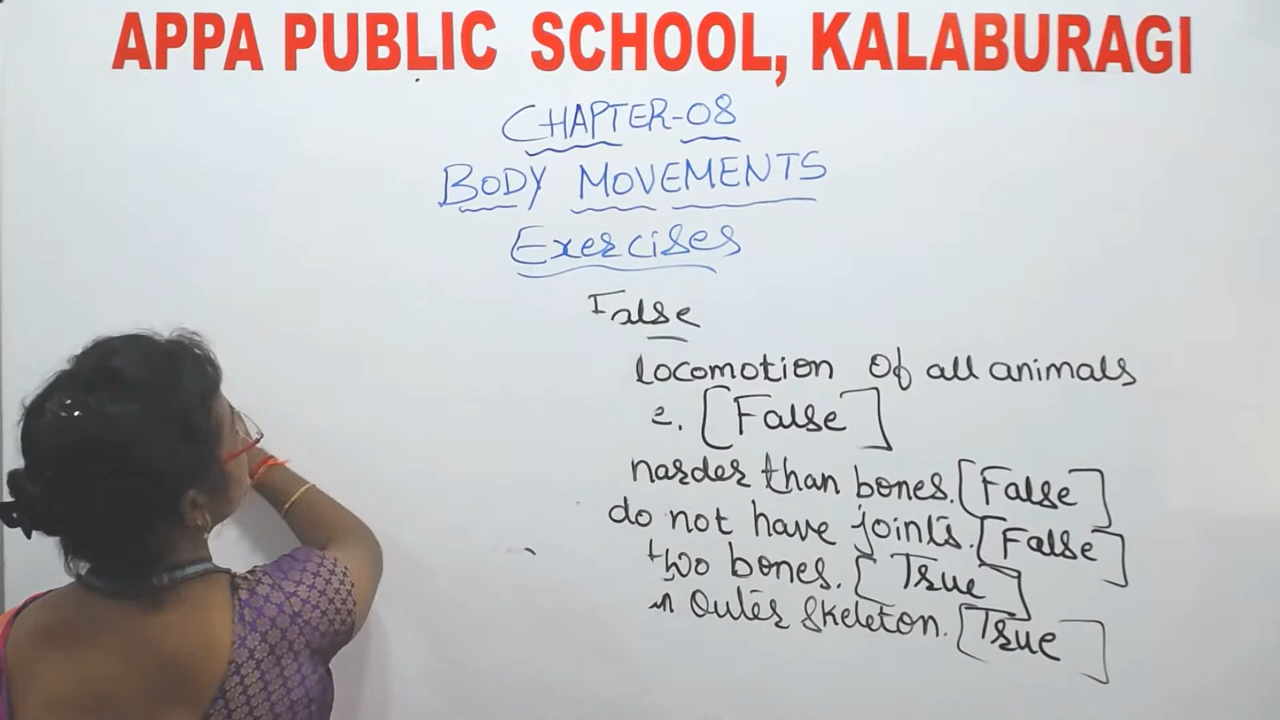 APPA PUBLIC SCHOOL, KALABURAGI
CHAPTER-08
BODY MOVEMENTS
Exercises
False
locomotion Of all animals
[False]
harder than bones. [False]
do not have joints. [False]
two bones. [True]
Outer skeleton. [True]